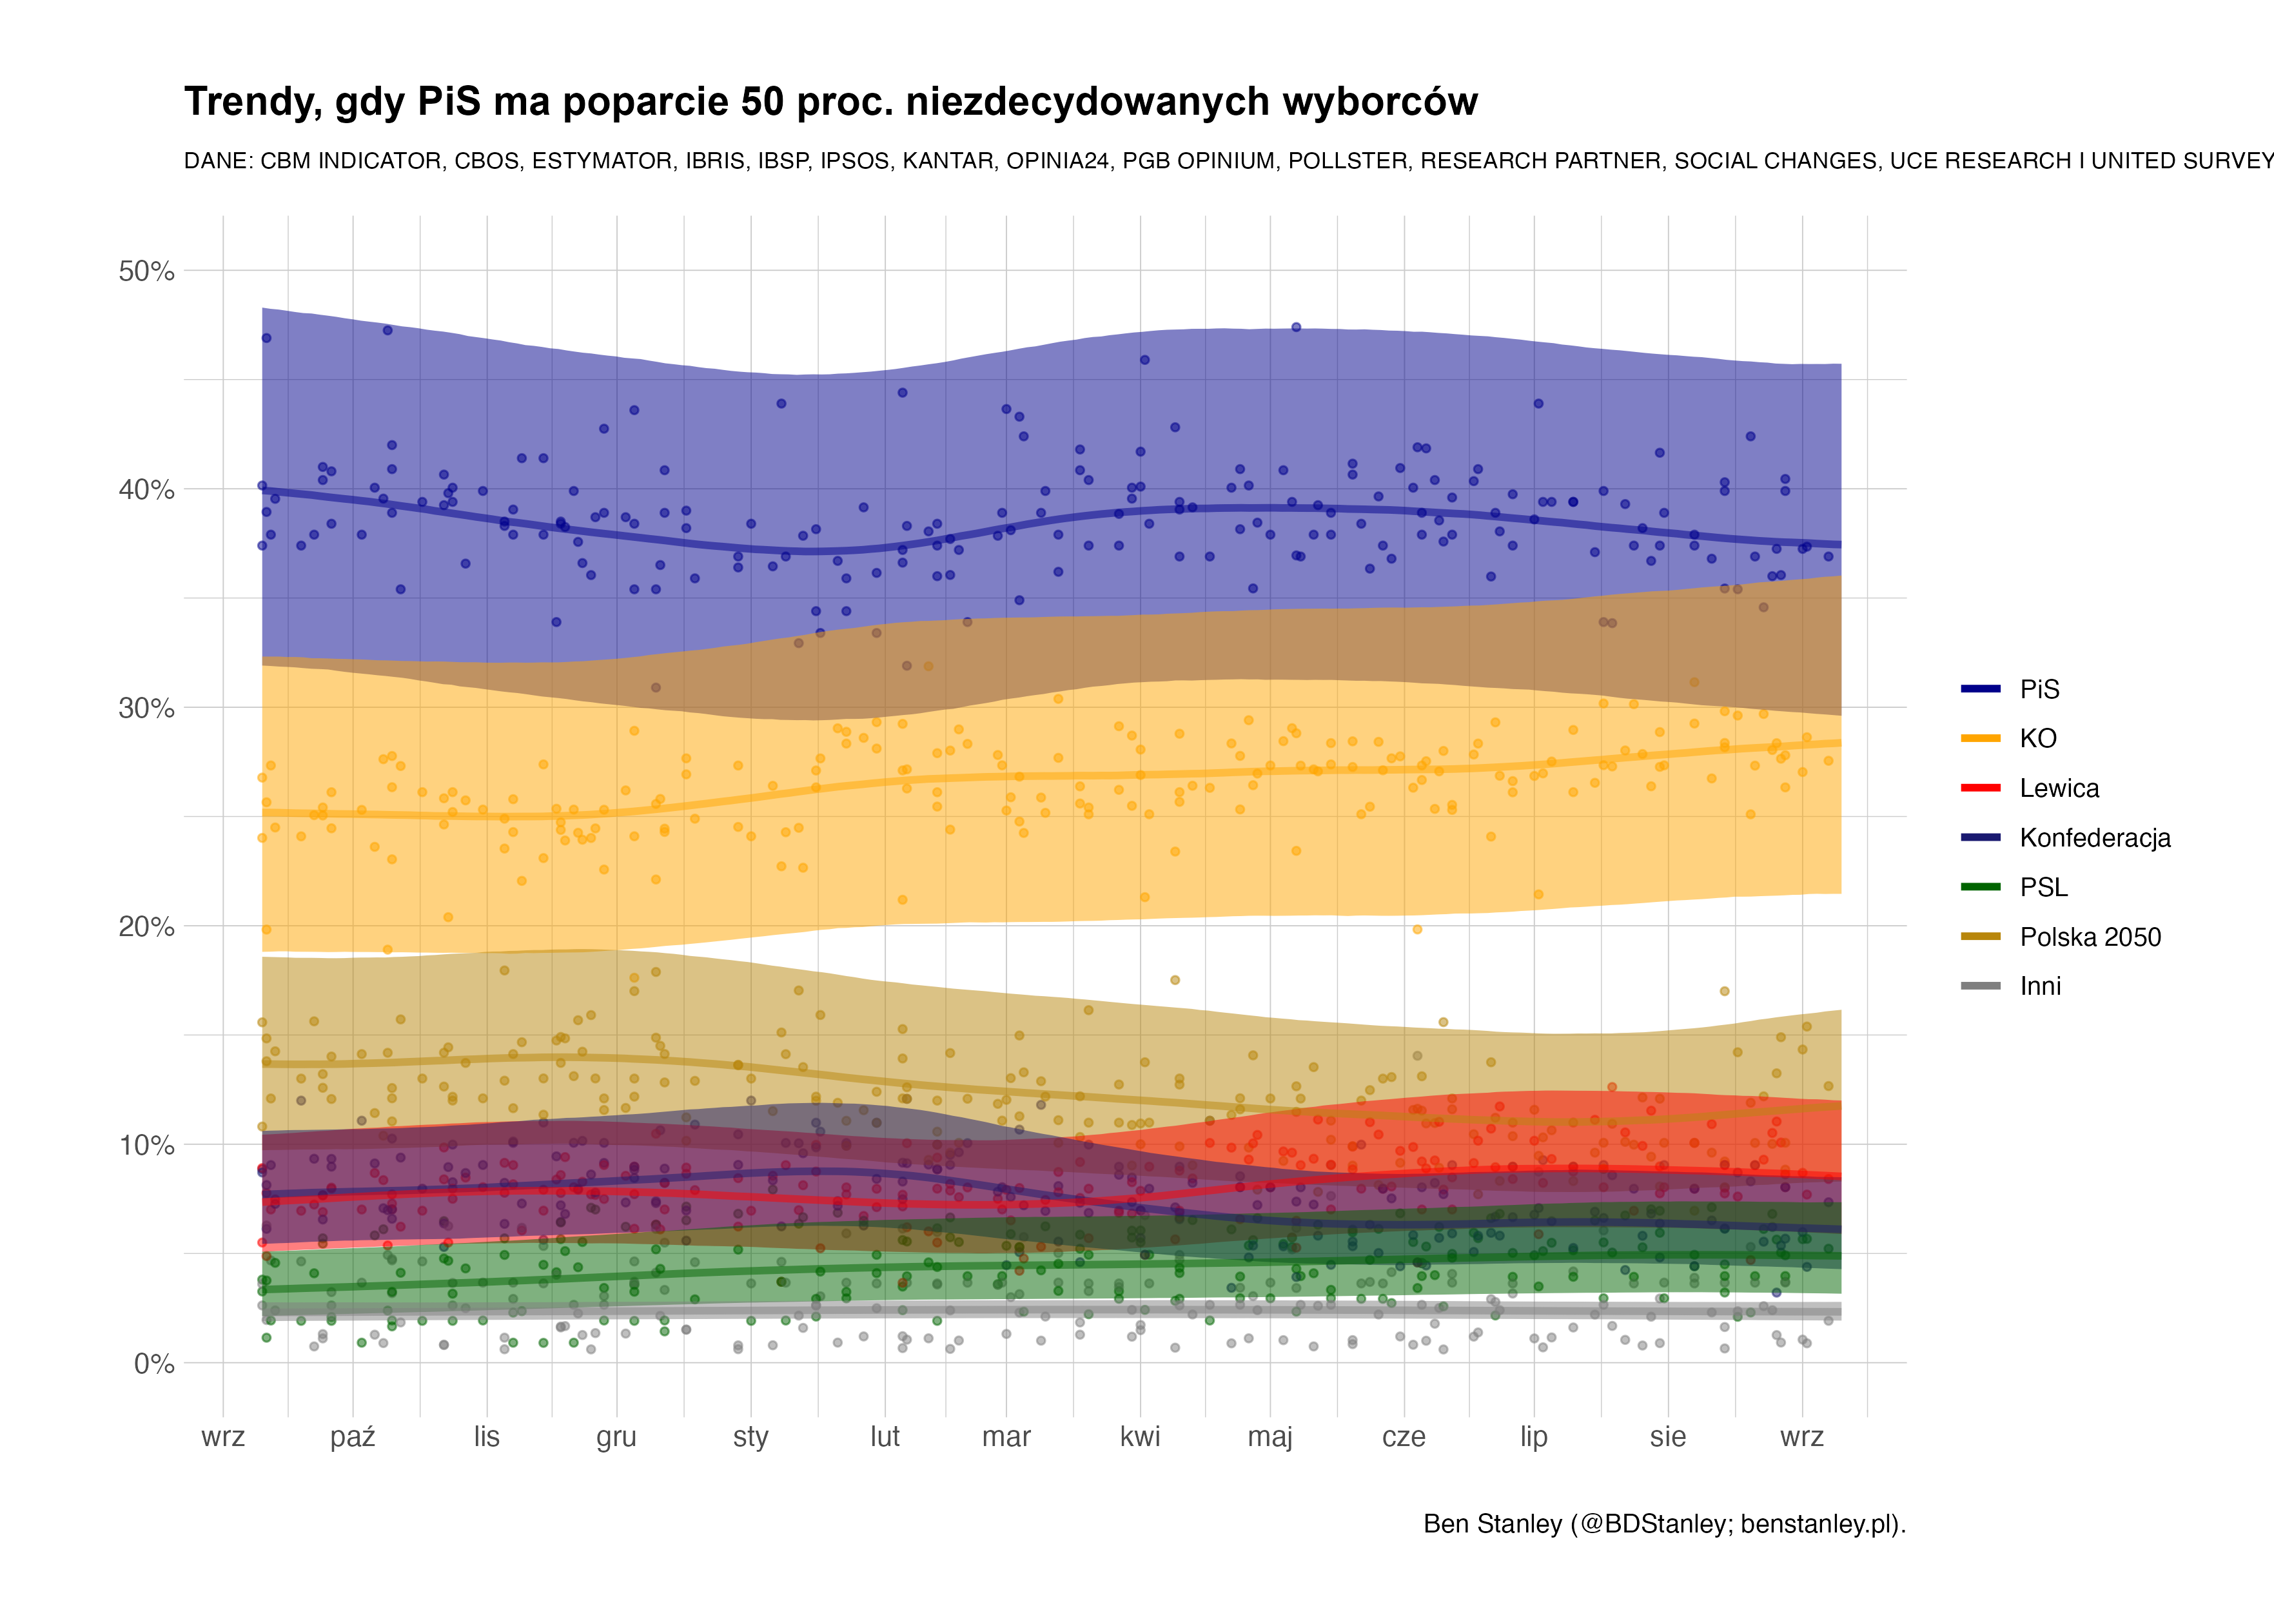 Trendy, gdy PiS ma poparcie 50 proc. niezdecydowanych wyborców
DANE: CBM INDICATOR, CBOS, ESTYMATOR, IBRIS, IBSP, IPSOS, KANTAR, OPINIA24, PGB OPINIUM, POLLSTER, RESEARCH PARTNER, SOCIAL CHANGES, UCE RESEARCH I UNITED SURVEY
50%
40%
30%
20%
10%
0%
wrz paź lis gru sty lut mar kwi maj cze lip sie wrz
PiS
KO
Lewica
Konfederacja
PSL
Polska 2050
Inni
Ben Stanley (@BDStanley; benstanley.pl).